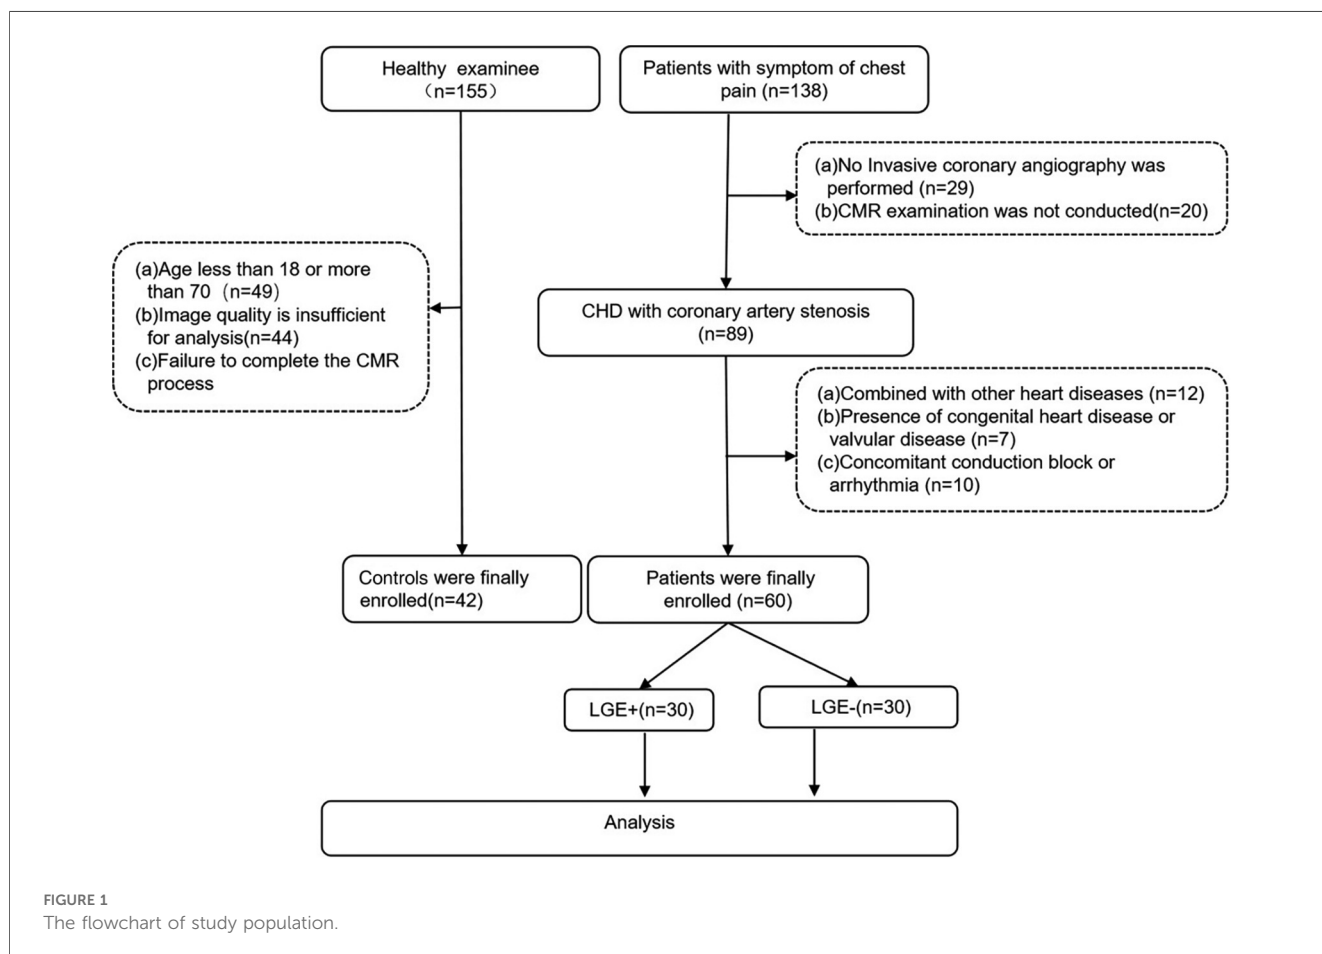 Healthy examinee
（n=155）
Patients with symptom of chest
pain (n=138)
(a)No Invasive coronary angiography was
performed (n=29)
(b)CMR examination was not conducted(n=20)
(a)Age less than 18 or more
than 70（n=49）
(b)Image quality is insufficient
for analysis(n=44)
(c)Failure to complete the CMR
process
CHD with coronary artery stenosis
(n=89)
(a)Combined with other heart diseases (n=12)
(b)Presence of congenital heart disease or
valvular disease (n=7)
(c)Concomitant conduction block or
arrhythmia (n=10)
Controls were finally
enrolled(n=42)
Patients were finally
enrolled (n=60)
LGE+(n=30)
LGE-(n=30)
Analysis
FIGURE 1
The flowchart of study population.